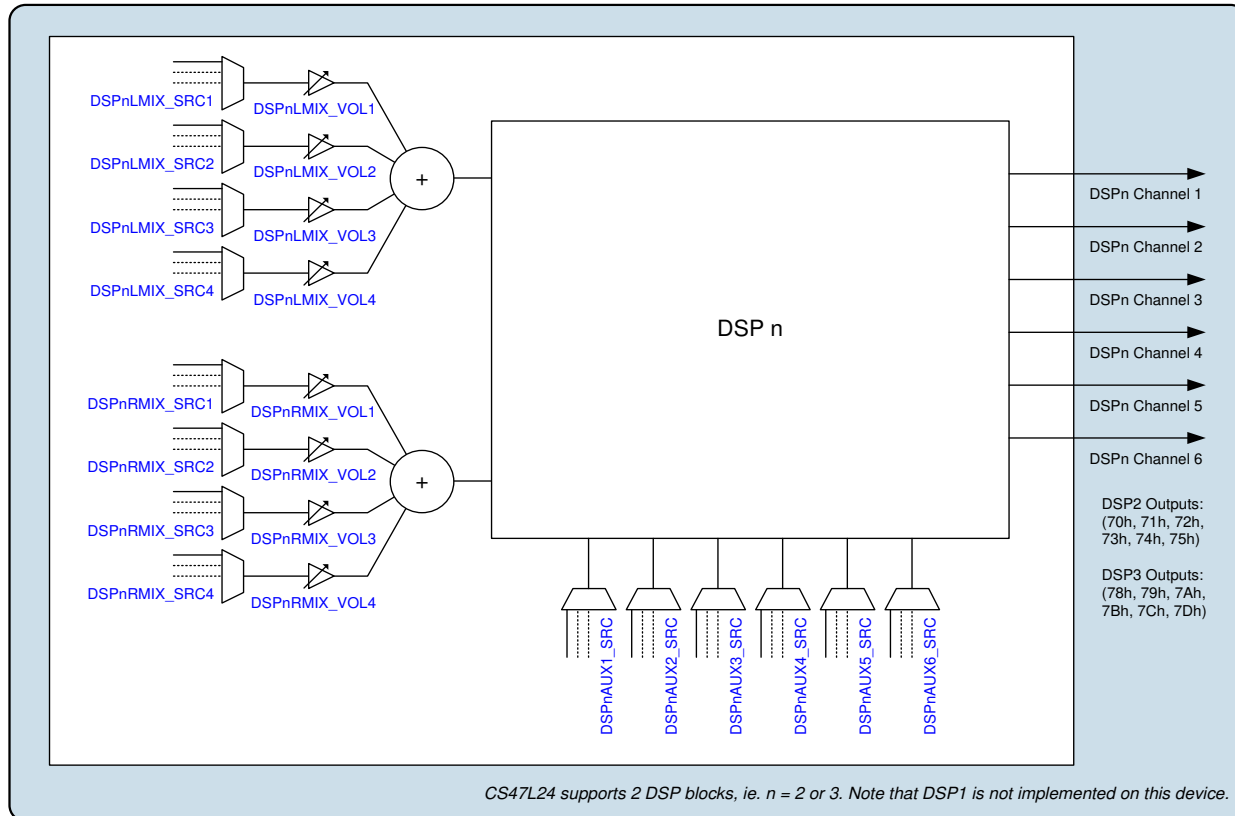 DSPnLMIX_SRC1
DSPnLMIX_VOL1
DSPnLMIX_SRC2
DSPnLMIX_VOL2
DSPnLMIX_SRC3
DSPnLMIX_VOL3
DSPnLMIX_SRC4
DSPnLMIX_VOL4
+
DSPnRMIX_SRC1
DSPnRMIX_VOL1
DSPnRMIX_SRC2
DSPnRMIX_VOL2
DSPnRMIX_SRC3
DSPnRMIX_VOL3
DSPnRMIX_SRC4
DSPnRMIX_VOL4
+
DSP n
DSPnAUX1_SRC
DSPnAUX2_SRC
DSPnAUX3_SRC
DSPnAUX4_SRC
DSPnAUX5_SRC
DSPnAUX6_SRC
DSPn Channel 1
DSPn Channel 2
DSPn Channel 3
DSPn Channel 4
DSPn Channel 5
DSPn Channel 6
DSP2 Outputs:
(70h, 71h, 72h,
73h, 74h, 75h)
DSP3 Outputs:
(78h, 79h, 7Ah,
7Bh, 7Ch, 7Dh)
CS47L24 supports 2 DSP blocks, ie. n = 2 or 3. Note that DSP1 is not implemented on this device.